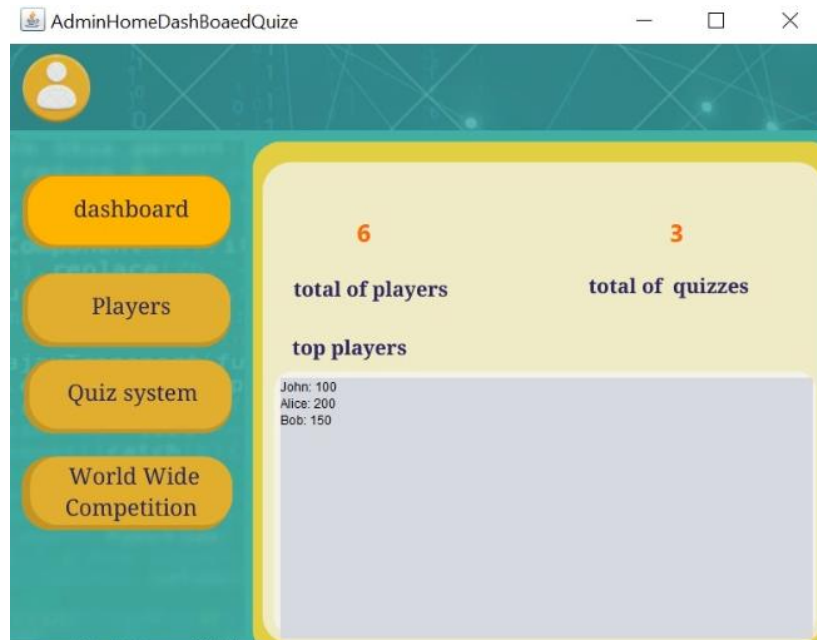 AdminHomeDashBoaedQuize
dashboard
Players
Quiz system
World Wide
Competition
6
3
total of players
total of quizzes
top players
John: 100
Alice: 200
Bob: 150